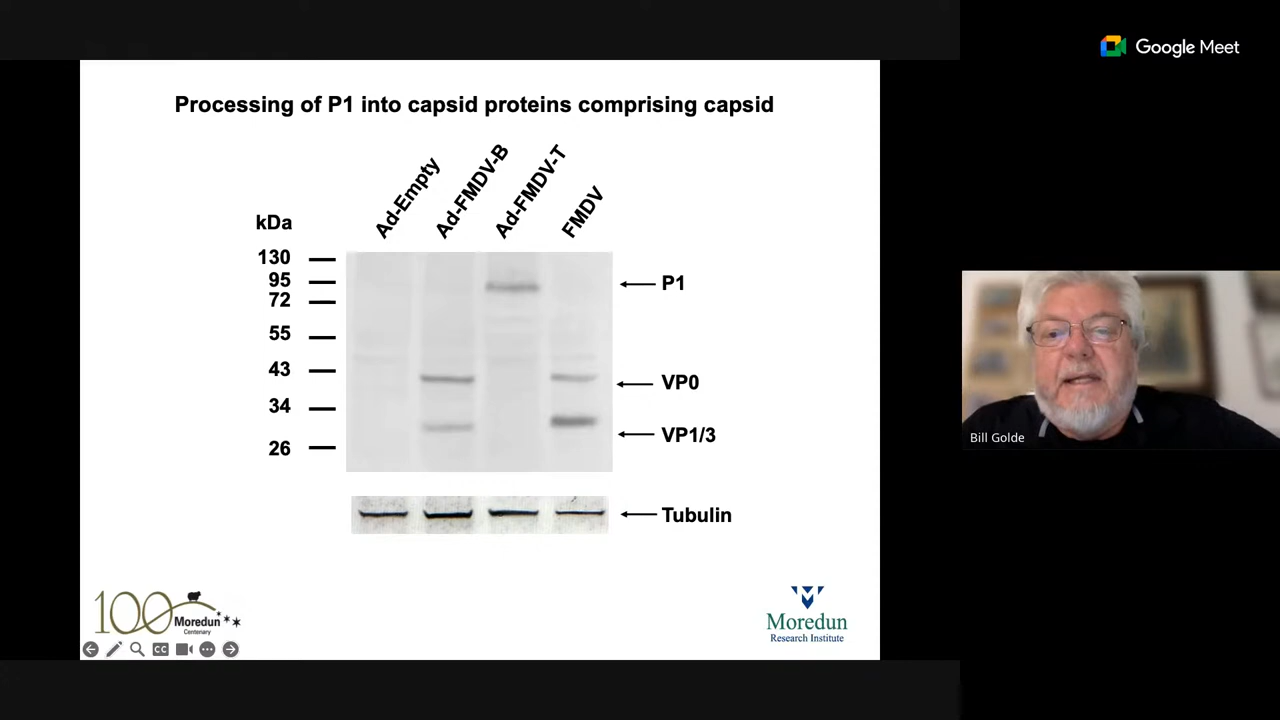 Google Meet
Processing of P1 into capsid proteins comprising capsid
Ad-Empty
Ad-FMDV-B
Ad-FMDV-T
FMDV
kDa
130
95
72
55
43
34
26
P1
VP0
VP1/3
Tubulin
Bill Golde
100
Moredun
Centenary
Moredun
Research Institute
CC